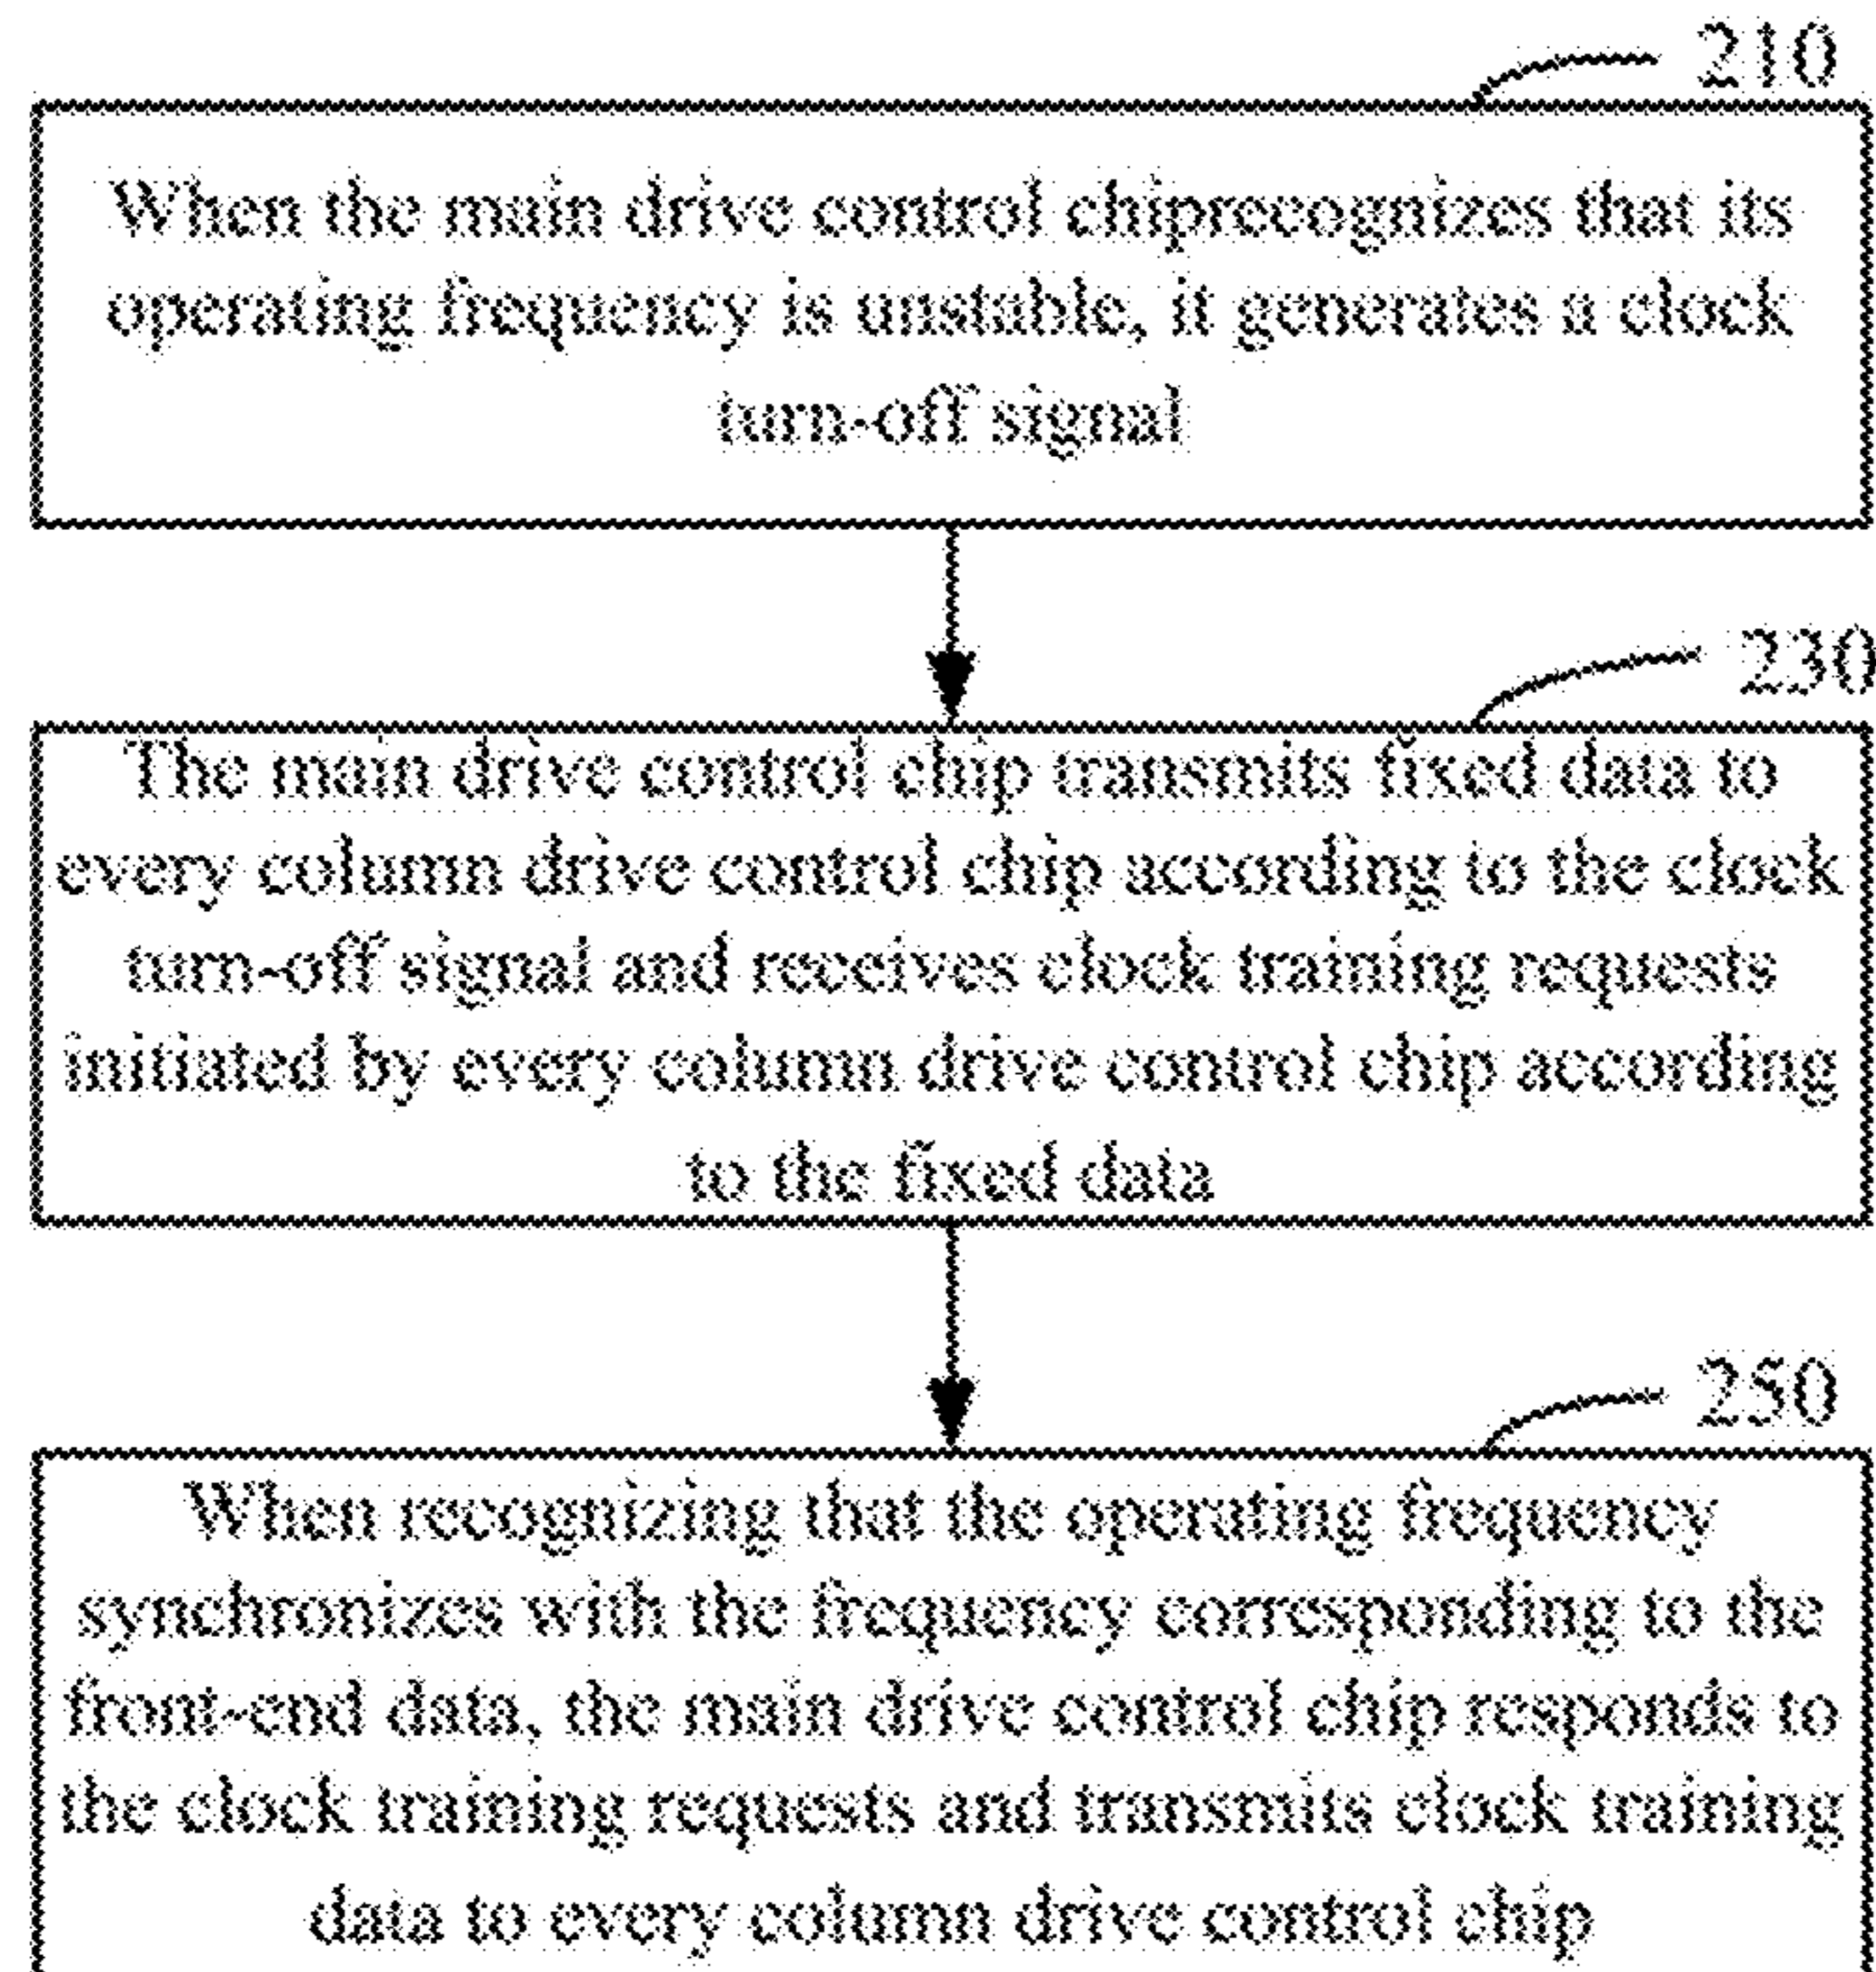 210
When the main drive control chiprecognizes that its
operating frequency is unstable, it generates a clock
turn-off signal
230
The main drive control chip transmits fixed data to
every column drive control chip according to the clock
turn-off signal and receives clock training requests
initiated by every column drive control chip according
to the fixed data
250
When recognizing that the operating frequency
synchronizes with the frequency corresponding to the
front-end data, the main drive control chip responds to
the clock training requests and transmits clock training
data to every column drive control chip